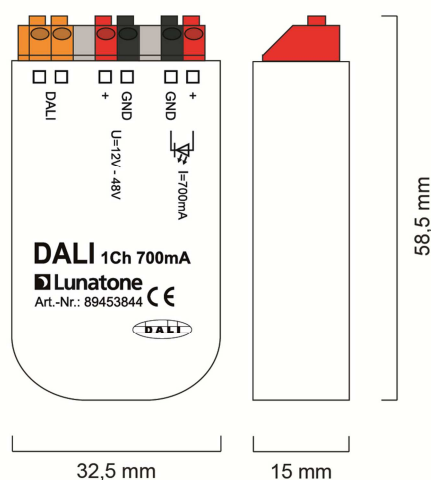 DALI
+
GND
GND
+
U=12V - 48V
I=700mA
DALI 1Ch 700mA
Lunatone
Art.-Nr.: 89453844 CE
DALI
58,5 mm
32,5 mm
15 mm